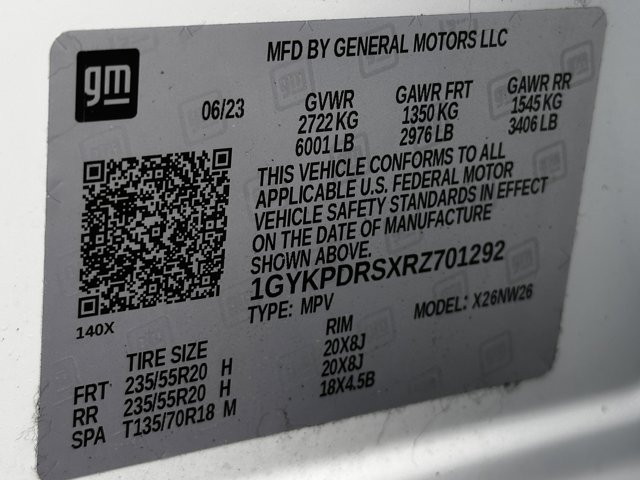 gm
MFD BY GENERAL MOTORS LLC
06/23
GVWR
2722 KG
6001 LB
GAWR FRT
1350 KG
2976 LB
GAWR RR
1545 KG
3406 LB
THIS VEHICLE CONFORMS TO ALL
APPLICABLE U.S. FEDERAL MOTOR
VEHICLE SAFETY STANDARDS IN EFFECT
ON THE DATE OF MANUFACTURE
SHOWN ABOVE.
1GYKPDRSXRZ701292
TYPE: MPV
MODEL: X26NW26
140X
TIRE SIZE RIM
FRT 235/55R20 H 20X8J
RR 235/55R20 H 20X8J
SPA T135/70R18 M 18X4.5B